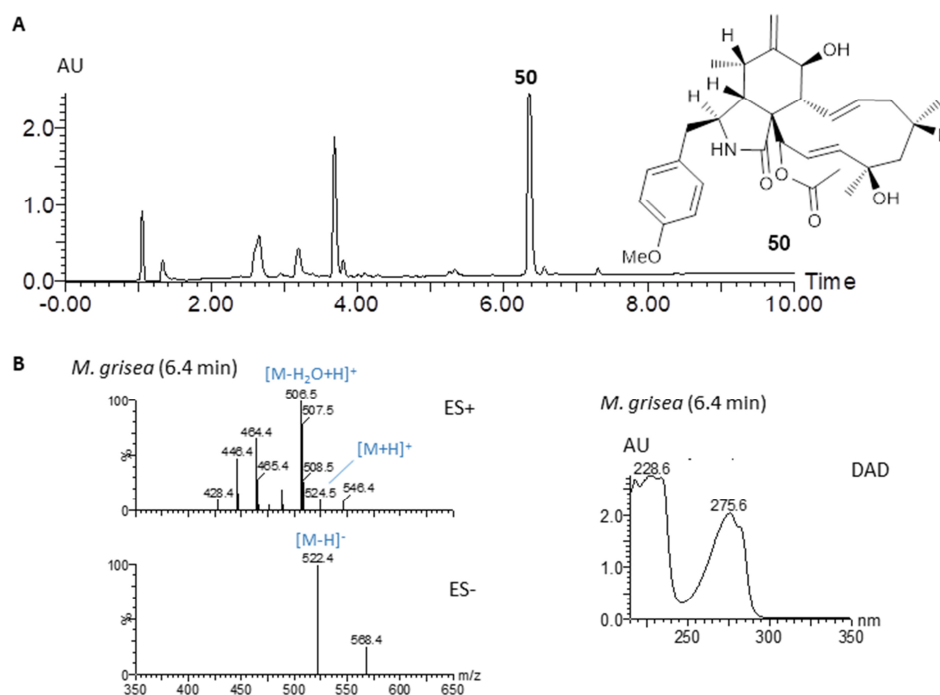 A
AU
2.0
1.0
0.0
-0.00
2.00
4.00
6.00
8.00
10.00
Time
50
H
OH
H
H
HN
O
O
O
OH
MeO
50
B
M. grisea (6.4 min)
[M-H₂O+H]⁺
ES+
100
%
0
506.5
507.5
464.4
446.4
465.4
508.5
[M+H]⁺
428.4
524.5
546.4
[M-H]⁻
522.4
ES-
100
%
0
568.4
350
400
450
500
550
600
650
m/z
M. grisea (6.4 min)
AU
DAD
228.6
275.6
2.0
1.0
0.0
250
300
350
nm